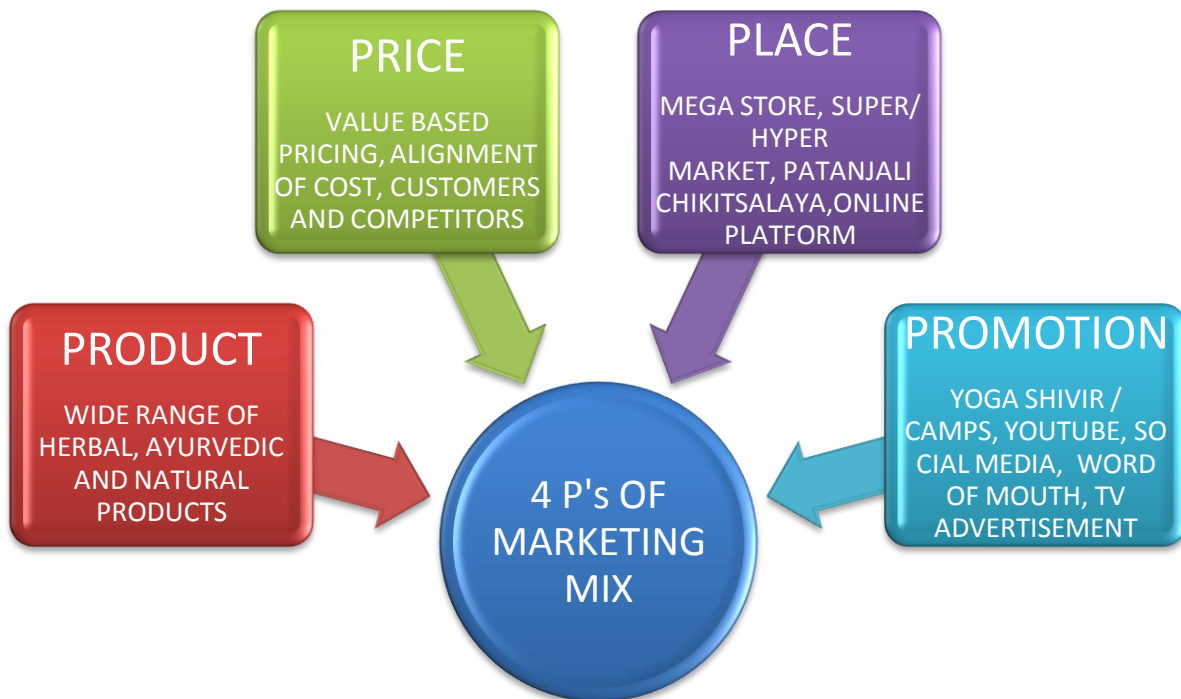 PRICE
VALUE BASED
PRICING, ALIGNMENT
OF COST, CUSTOMERS
AND COMPETITORS
PLACE
MEGA STORE, SUPER/
HYPER
MARKET, PATANJALI
CHIKITSALAYA,ONLINE
PLATFORM
PRODUCT
WIDE RANGE OF
HERBAL, AYURVEDIC
AND NATURAL
PRODUCTS
PROMOTION
YOGA SHIVIR /
CAMPS, YOUTUBE, SO
CIAL MEDIA, WORD
OF MOUTH, TV
ADVERTISEMENT
4 P's OF
MARKETING
MIX